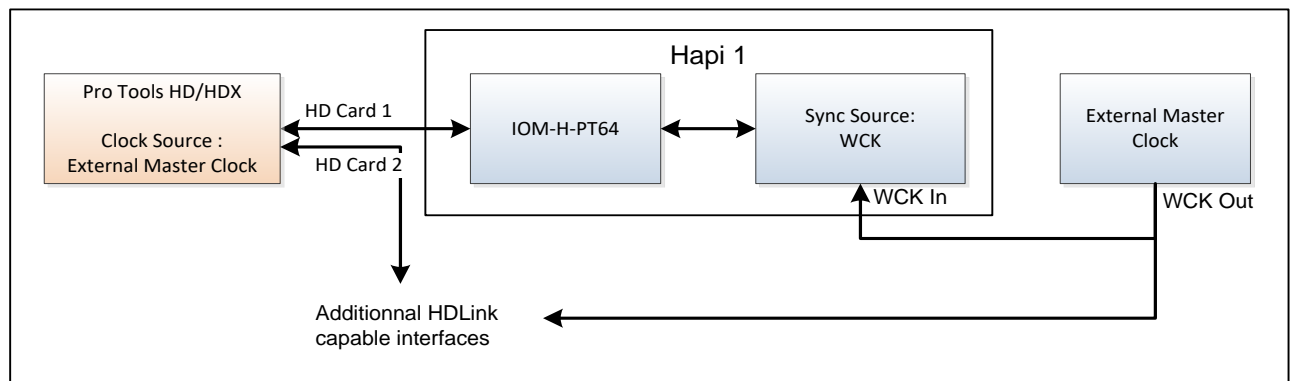 Hapi 1
Pro Tools HD/HDX
Clock Source :
External Master Clock
HD Card 1
HD Card 2
IOM-H-PT64
Sync Source:
WCK
External Master
Clock
WCK In
WCK Out
Additionnal HDLink
capable interfaces